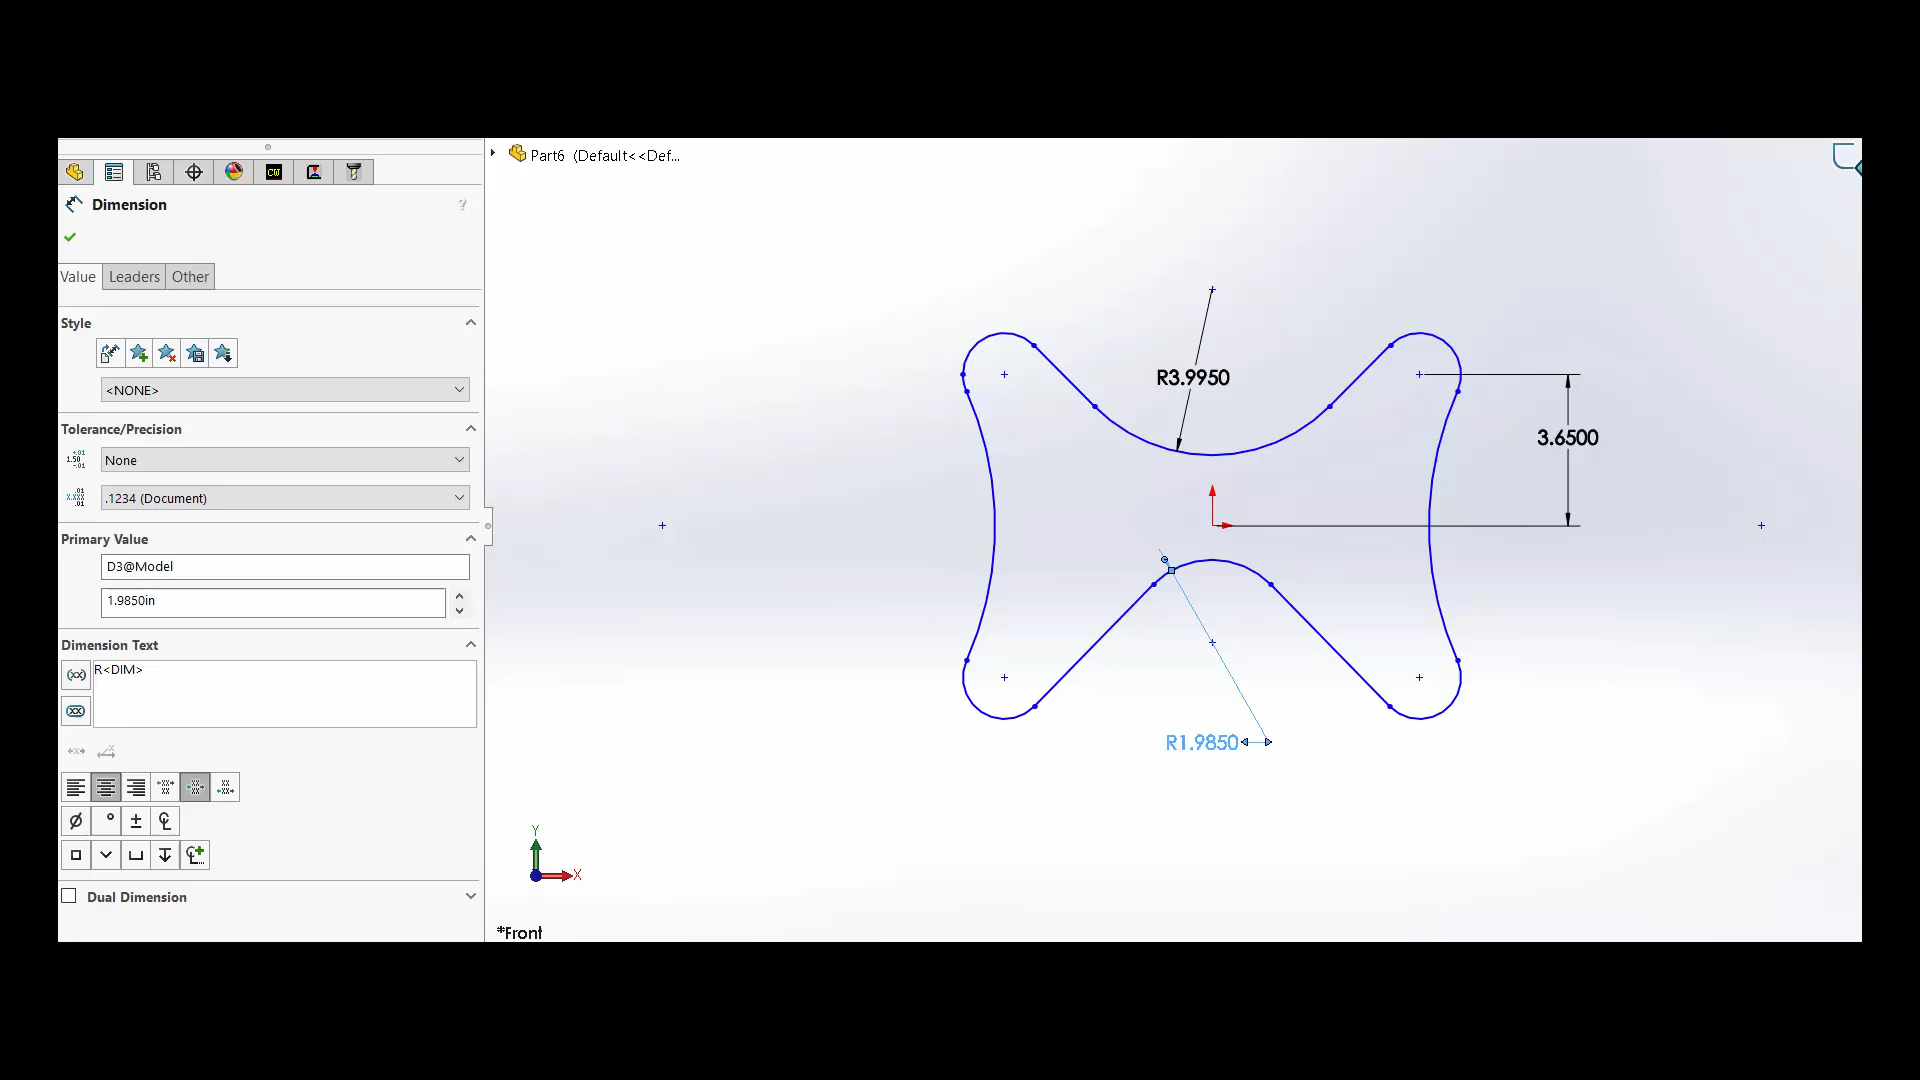 Part6 (Default<<Def...
CW
Dimension
?
Value
Leaders
Other
Style
<NONE>
Tolerance/Precision
None
.1234 (Document)
Primary Value
D3@Model
1.9850in
Dimension Text
R<DIM>
Dual Dimension
R3.9950
3.6500
R1.9850
Y
X
*Front